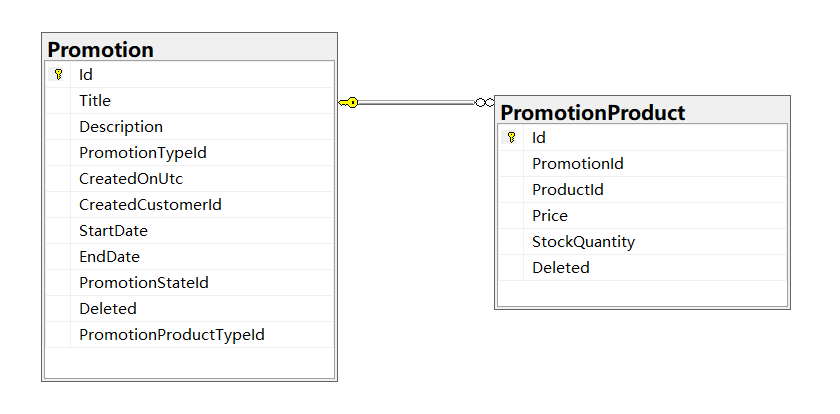 Promotion
Id
Title
Description
PromotionTypeId
CreatedOnUtc
CreatedCustomerId
StartDate
EndDate
PromotionStateId
Deleted
PromotionProductTypeId
PromotionProduct
Id
PromotionId
ProductId
Price
StockQuantity
Deleted